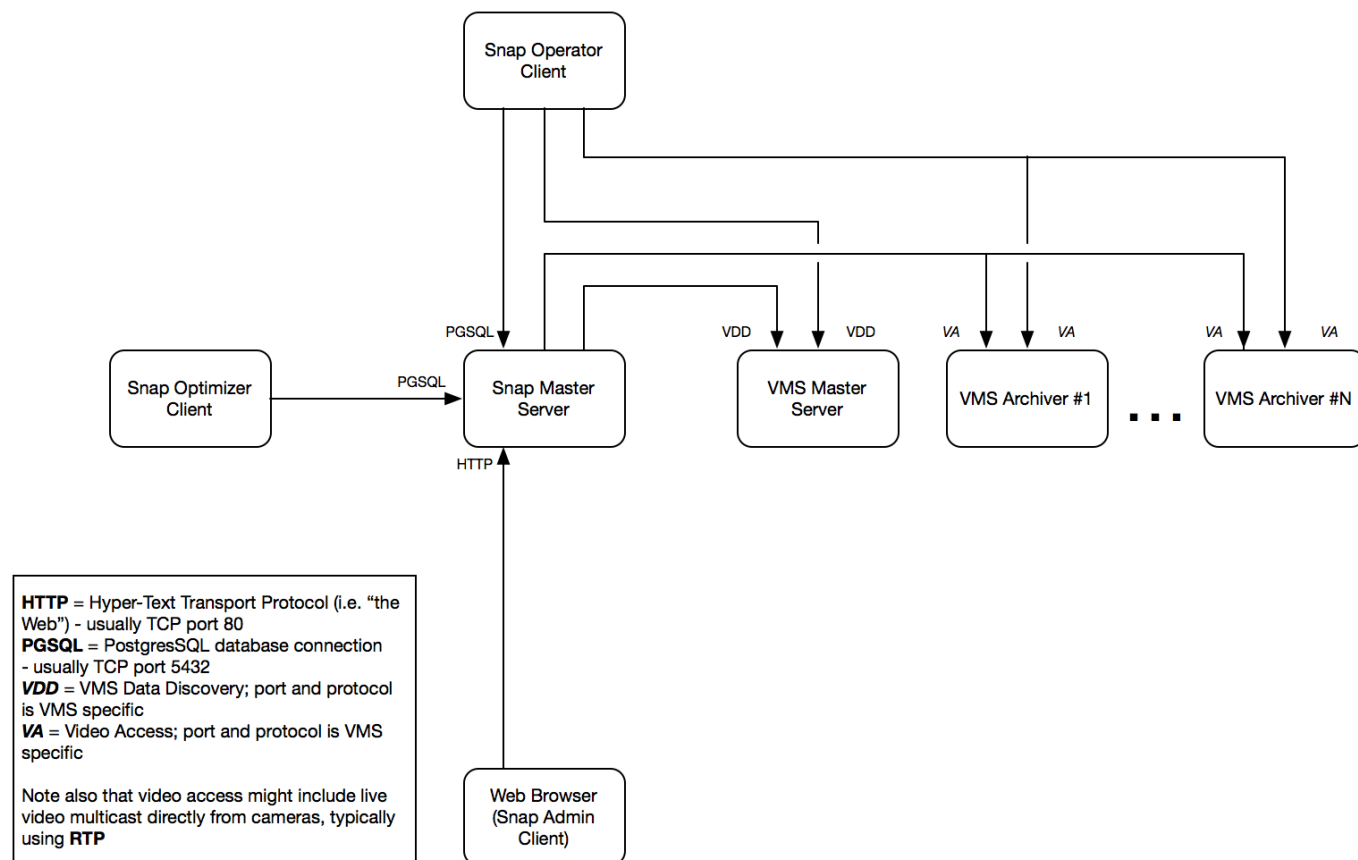 Snap Operator
Client
PGSQL
VDD
VDD
VA
VA
VA
VA
Snap Optimizer
Client
PGSQL
Snap Master
Server
VMS Master
Server
VMS Archiver #1
...
VMS Archiver #N
HTTP
HTTP = Hyper-Text Transport Protocol (i.e. “the
Web”) - usually TCP port 80
PGSQL = PostgresSQL database connection
- usually TCP port 5432
VDD = VMS Data Discovery; port and protocol
is VMS specific
VA = Video Access; port and protocol is VMS
specific
Note also that video access might include live
video multicast directly from cameras, typically
using RTP
Web Browser
(Snap Admin
Client)